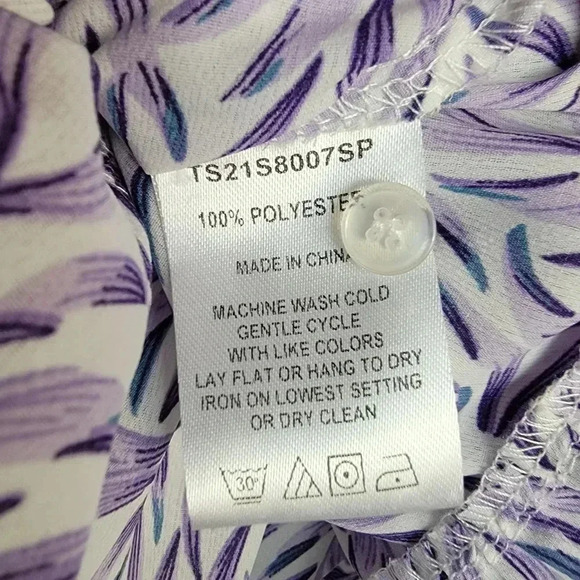 TS21S8007SP
100% POLYESTER
MADE IN CHINA
MACHINE WASH COLD
GENTLE CYCLE
WITH LIKE COLORS
LAY FLAT OR HANG TO DRY
IRON ON LOWEST SETTING
OR DRY CLEAN
30°